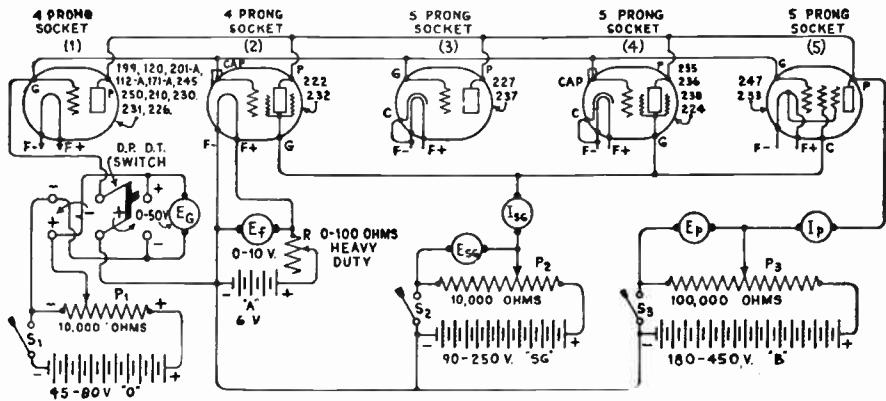 4 PRONG SOCKET (1)
4 PRONG SOCKET (2)
5 PRONG SOCKET (3)
5 PRONG SOCKET (4)
5 PRONG SOCKET (5)
G
199, 120, 201-A,
112-A, 171-A, 245
250, 210, 230.
231, 226.
P
F-
F+
CAP
P
222
232
F-
F+
G
G
P
227
237
C
F-
F+
CAP
P
235
236
238
224
C
F-
F+
G
G
P
247
233
F-
F+
C
D.P. D.T.
SWITCH
-
+
-
+
+
-
0-50V
EG
Ef
0-10 V.
R
0-100 OHMS
HEAVY
DUTY
- "A" +
6 V
ISG
ESG
P2
10,000 OHMS
S2
- +
90-250 V. "SG"
EP
IP
P3
100,000 OHMS
S3
- +
180-450, V. "B"
- P1 +
10,000 OHMS
S1
- +
45-80 V "C"